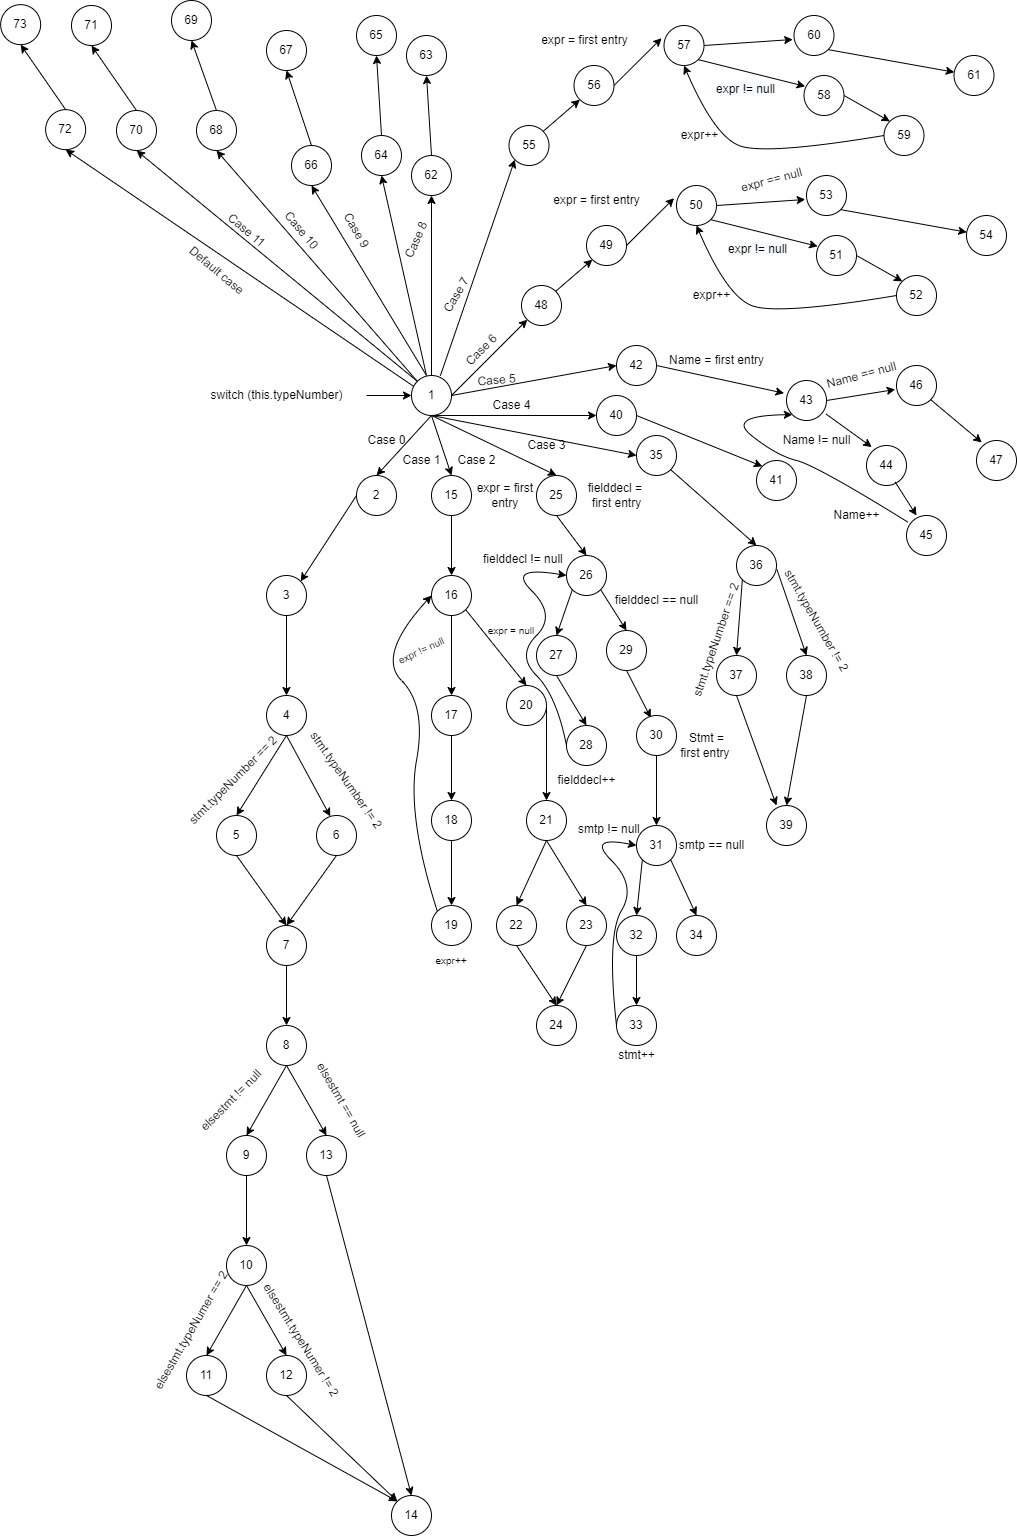 73
71
69
67
65
63
57
60
61
expr = first entry
56
expr != null
58
59
expr++
55
72
70
68
66
64
62
Case 11
Case 10
Case 9
Case 8
Default case
Case 7
expr = first entry
50
expr == null
53
54
49
expr != null
51
52
expr++
48
Case 6
switch (this.typeNumber)
1
Case 5
42
Name = first entry
43
Name == null
46
47
Case 4
40
41
Name != null
44
Name++
45
Case 0
Case 1
Case 2
Case 3
35
2
15
expr = first
entry
25
fielddecl =
first entry
3
16
expr != null
expr = null
fielddecl != null
26
fielddecl == null
27
29
28
fielddecl++
36
stmt.typeNumber == 2
stmt.typeNumber != 2
37
38
39
4
stmt.typeNumber == 2
stmt.typeNumber != 2
5
6
17
20
30
Stmt =
first entry
18
21
smtp != null
31
smtp == null
7
19
expr++
22
23
32
34
24
33
stmt++
8
elsestmt != null
elsestmt == null
9
13
10
elsestmt.typeNumer == 2
elsestmt.typeNumer != 2
11
12
14